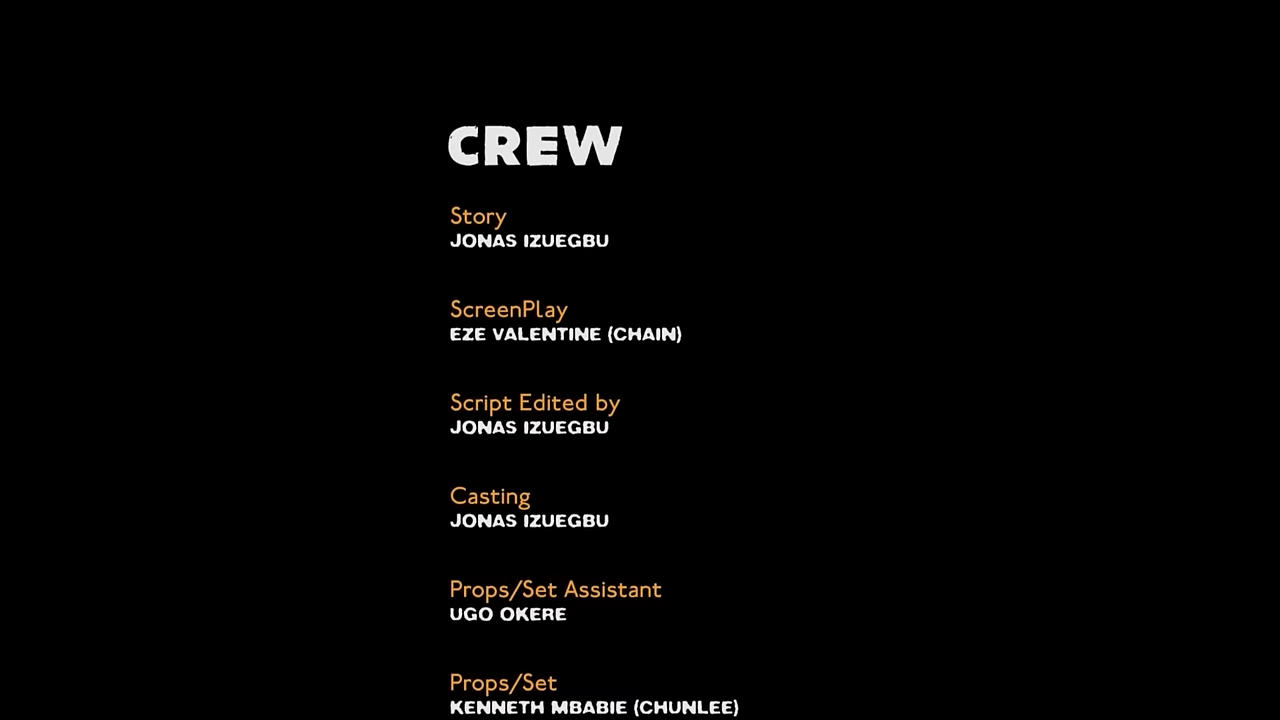 CREW
Story
JONAS IZUEGBU
ScreenPlay
EZE VALENTINE (CHAIN)
Script Edited by
JONAS IZUEGBU
Casting
JONAS IZUEGBU
Props/Set Assistant
UGO OKERE
Props/Set
KENNETH MBABIE (CHUNLEE)